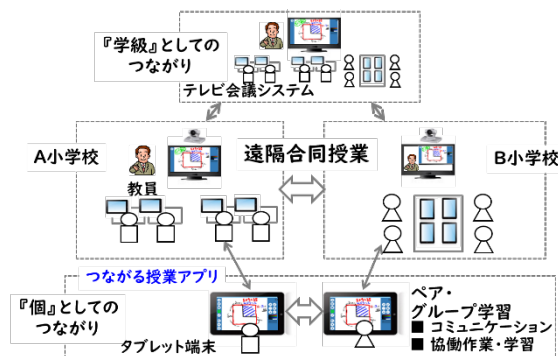 『学級』としての
つながり
テレビ会議システム
A小学校
遠隔合同授業
B小学校
教員
つながる授業アプリ
『個』としての
つながり
タブレット端末
ペア・
グループ学習
■ コミュニケーション
■ 協働作業・学習